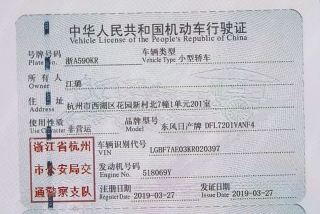 中华人民共和国机动车行驶证
Vehicle License of the People's Republic of China
号牌号码 浙A590KR 车辆类型 小型轿车
Plate No. Vehicle Type
所有人 江鴒
Owner
住址 杭州市西湖区花园新村北7幢1单元201室
Address
使用性质 非营运 品牌型号 东风日产牌 DFL7201VANF4
Use Character Model
浙江省杭州
市公安局交
通警察支队
车辆识别代号 LGBF7AE03KR020397
VIN
发动机号码 518069Y
Engine No.
注册日期 2019-03-27 发证日期 2019-03-27
Register Date Issue Date